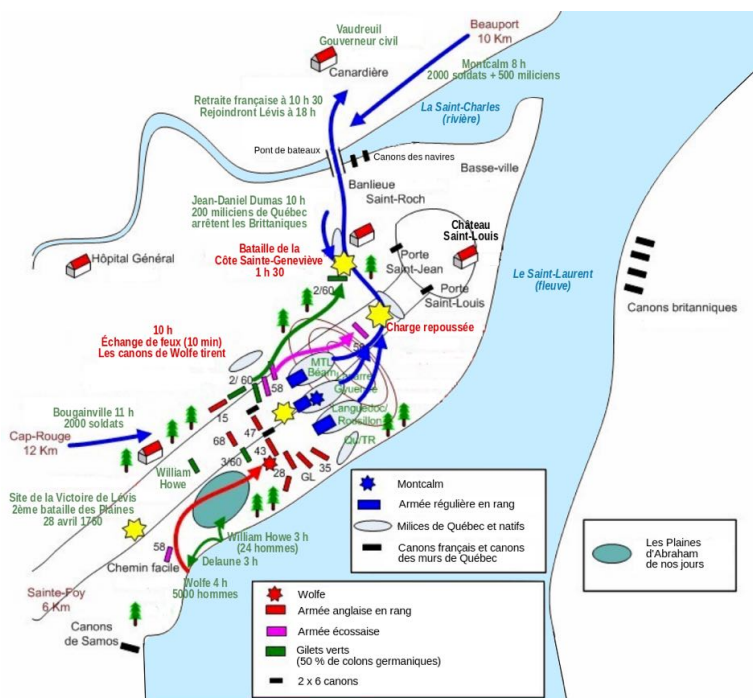 Beauport
10 Km
Vaudreuil
Gouverneur civil
Canardière
Montcalm 8 h
2000 soldats + 500 miliciens
Retraite française à 10 h 30
Rejoindront Lévis à 18 h
La Saint-Charles
(rivière)
Pont de bateaux
Canons des navires
Basse-ville
Banlieue
Saint-Roch
Jean-Daniel Dumas 10 h
200 miliciens de Québec
arrêtent les Brittaniques
Château
Saint-Louis
Bataille de la
Côte Sainte-Geneviève
1 h 30
Hôpital Général
Porte
Saint-Jean
Le Saint-Laurent
(fleuve)
2/60
Porte
Saint-Louis
Canons britanniques
10 h
Échange de feux (10 min)
Les canons de Wolfe tirent
Charge repoussée
58
MTL
Béarn
2/ 60
58
Guyenne
Languedoc/
Rousillon
QU/TR
Bougainville 11 h
2000 soldats
Cap-Rouge
12 Km
15
47
68
43
3/60
28
GL
35
William
Howe
Site de la Victoire de Lévis
2ème bataille des Plaines
28 avril 1760
William Howe 3 h
(24 hommes)
58
Delaune 3 h
Chemin facile
Wolfe 4 h
5000 hommes
Sainte-Foy
6 Km
Canons
de Samos
Montcalm
Armée régulière en rang
Milices de Québec et natifs
Canons français et canons
des murs de Québec
Les Plaines
d'Abraham
de nos jours
Wolfe
Armée anglaise en rang
Armée écossaise
Gilets verts
(50 % de colons germaniques)
2 x 6 canons